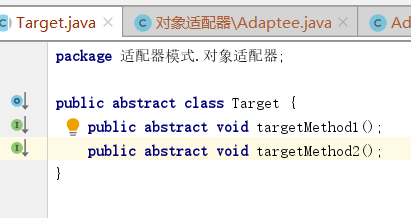 Target.java × 对象适配器\Adaptee.java × Ad
package 适配器模式.对象适配器;
public abstract class Target {
public abstract void targetMethod1();
public abstract void targetMethod2();
}